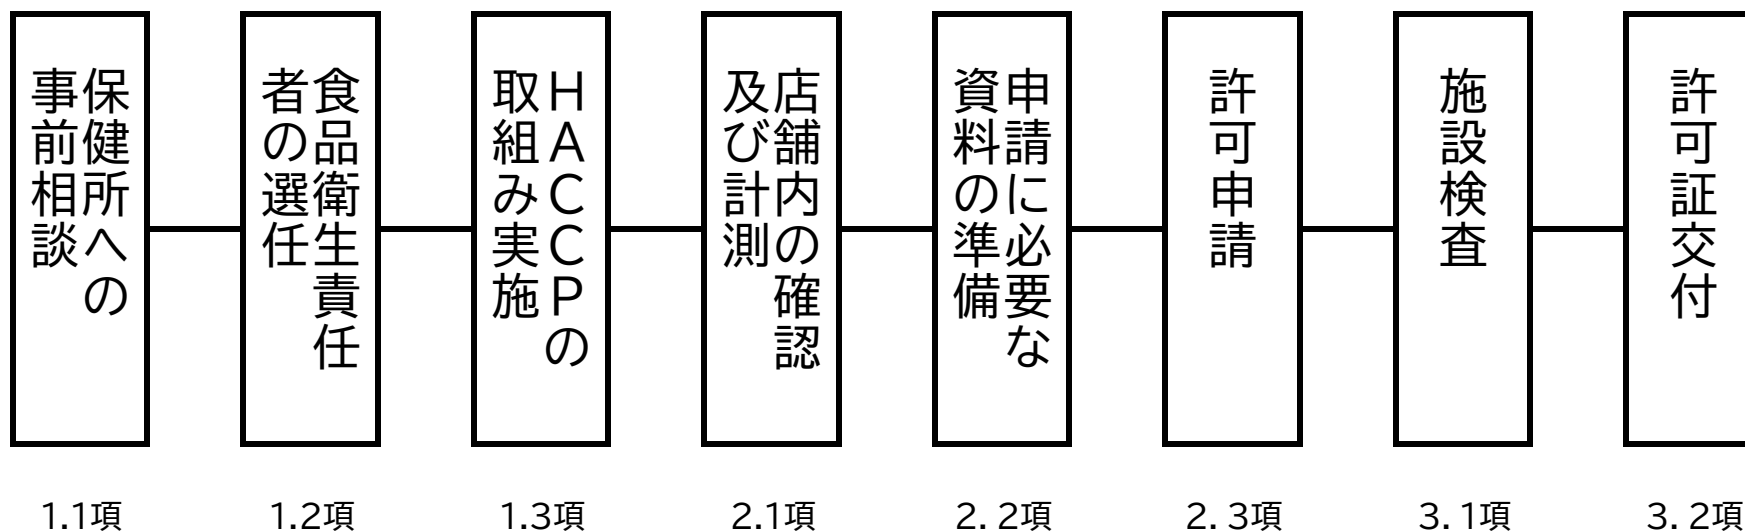 保健所への
事前相談
食品衛生責任
者の選任
HACCPの
取組み実施
店舗内の確認
及び計測
申請に必要な
資料の準備
許可申請
施設検査
許可証交付
1.1項
1.2項
1.3項
2.1項
2.2項
2.3項
3.1項
3.2項